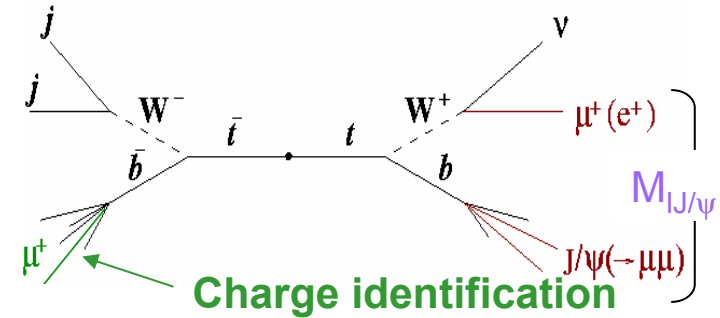 j
ν
j
W⁻
W⁺
μ⁺(e⁺)
t̄
t
b̄
b
M_lJ/ψ
μ⁺
J/ψ(→μμ)
Charge identification